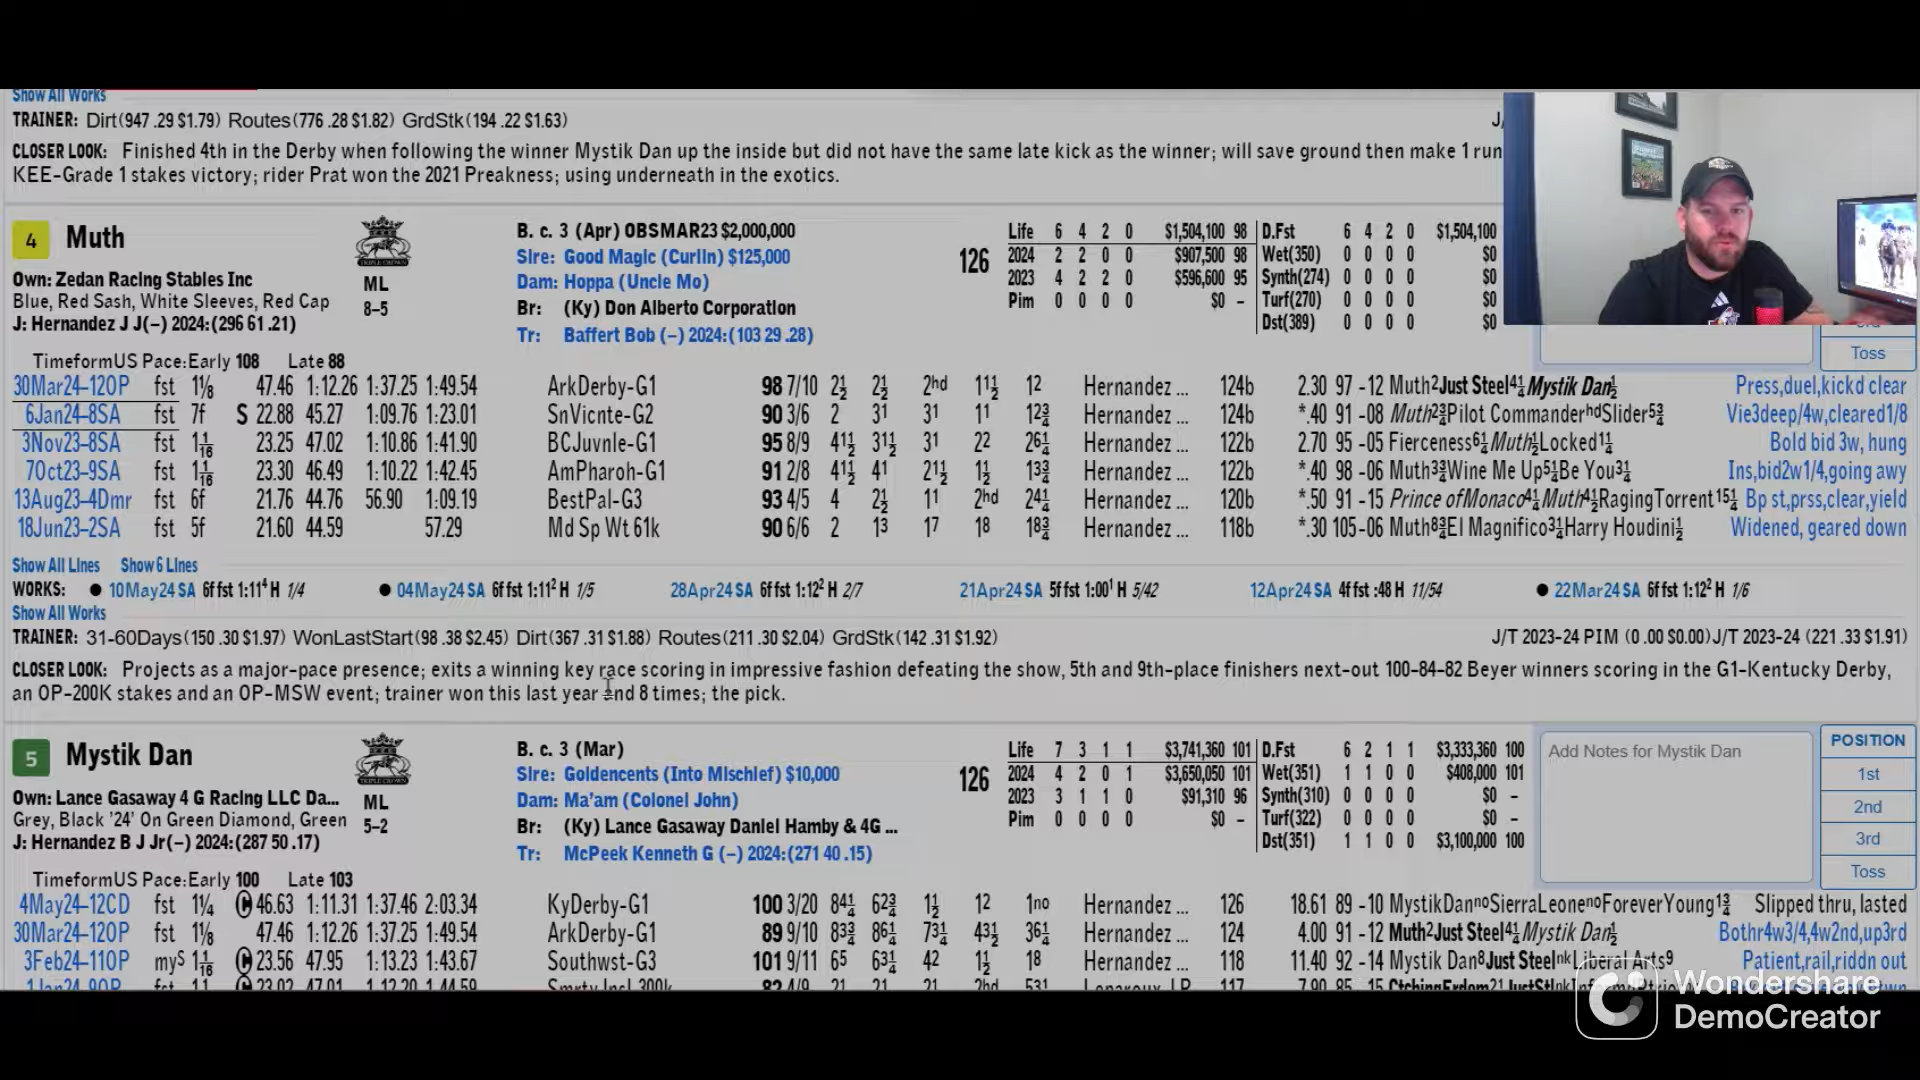 Show All Works
TRAINER: Dirt(947 .29 $1.79) Routes(776 .28 $1.82) GrdStk(194 .22 $1.63)
J/
CLOSER LOOK: Finished 4th in the Derby when following the winner Mystik Dan up the inside but did not have the same late kick as the winner; will save ground then make 1 run
KEE-Grade 1 stakes victory; rider Prat won the 2021 Preakness; using underneath in the exotics.
4 Muth
Own: Zedan Racing Stables Inc
Blue, Red Sash, White Sleeves, Red Cap
J: Hernandez J J(-) 2024:(296 61 .21)
TRIPLE CROWN
ML
8-5
B. c. 3 (Apr) OBSMAR23 $2,000,000
Sire: Good Magic (Curlin) $125,000
Dam: Hoppa (Uncle Mo)
Br: (Ky) Don Alberto Corporation
Tr: Baffert Bob (-) 2024:(103 29 .28)
126
Life 6 4 2 0 $1,504,100 98
2024 2 2 0 0 $907,500 98
2023 4 2 2 0 $596,600 95
Pim 0 0 0 0 $0 -
D.Fst 6 4 2 0 $1,504,100
Wet(350) 0 0 0 0 $0
Synth(274) 0 0 0 0 $0
Turf(270) 0 0 0 0 $0
Dst(389) 0 0 0 0 $0
Toss
TimeformUS Pace:Early 108 Late 88
30Mar24-12OP fst 1⅛ 47.46 1:12.26 1:37.25 1:49.54 ArkDerby-G1 98 7/10 2½ 2½ 2hd 11½ 12 Hernandez ... 124b 2.30 97 -12 Muth2Just Steel4¼Mystik Dan½ Press,duel,kickd clear
6Jan24-8SA fst 7f S 22.88 45.27 1:09.76 1:23.01 SnVicnte-G2 90 3/6 2 31 31 11 12¾ Hernandez ... 124b *.40 91 -08 Muth2¾Pilot CommanderhdSlider5¾ Vie3deep/4w,cleared1/8
3Nov23-8SA fst 1 1/16 23.25 47.02 1:10.86 1:41.90 BCJuvnle-G1 95 8/9 41½ 31½ 31 22 26¼ Hernandez ... 122b 2.70 95 -05 Fierceness6¼Muth½Locked1¼ Bold bid 3w, hung
7Oct23-9SA fst 1 1/16 23.30 46.49 1:10.22 1:42.45 AmPharoh-G1 91 2/8 41½ 41 21½ 1½ 13¾ Hernandez ... 122b *.40 98 -06 Muth3¾Wine Me Up5¼Be You3¼ Ins,bid2w1/4,going awy
13Aug23-4Dmr fst 6f 21.76 44.76 56.90 1:09.19 BestPal-G3 93 4/5 4 2½ 11 2hd 24¼ Hernandez ... 120b *.50 91 -15 Prince ofMonaco4¼Muth4½RagingTorrent15¼ Bp st,prss,clear,yield
18Jun23-2SA fst 5f 21.60 44.59 57.29 Md Sp Wt 61k 90 6/6 2 13 17 18 18¾ Hernandez ... 118b *.30 105-06 Muth8¾El Magnifico3¼Harry Houdini½ Widened, geared down
Show All Lines Show 6 Lines
WORKS: ● 10May24 SA 6f fst 1:11⁴ H 1/4 ● 04May24 SA 6f fst 1:11² H 1/5 28Apr24 SA 6f fst 1:12² H 2/7 21Apr24 SA 5f fst 1:00¹ H 5/42 12Apr24 SA 4f fst :48 H 11/54 ● 22Mar24 SA 6f fst 1:12² H 1/6
Show All Works
TRAINER: 31-60Days(150 .30 $1.97) WonLastStart(98 .38 $2.45) Dirt(367 .31 $1.88) Routes(211 .30 $2.04) GrdStk(142 .31 $1.92)
J/T 2023-24 PIM (0 .00 $0.00) J/T 2023-24 (221 .33 $1.91)
CLOSER LOOK: Projects as a major-pace presence; exits a winning key race scoring in impressive fashion defeating the show, 5th and 9th-place finishers next-out 100-84-82 Beyer winners scoring in the G1-Kentucky Derby,
an OP-200K stakes and an OP-MSW event; trainer won this last year and 8 times; the pick.
5 Mystik Dan
Own: Lance Gasaway 4 G Racing LLC Da...
Grey, Black '24' On Green Diamond, Green
J: Hernandez B J Jr(-) 2024:(287 50 .17)
TRIPLE CROWN
ML
5-2
B. c. 3 (Mar)
Sire: Goldencents (Into Mischief) $10,000
Dam: Ma'am (Colonel John)
Br: (Ky) Lance Gasaway Daniel Hamby & 4G ...
Tr: McPeek Kenneth G (-) 2024:(271 40 .15)
126
Life 7 3 1 1 $3,741,360 101
2024 4 2 0 1 $3,650,050 101
2023 3 1 1 0 $91,310 96
Pim 0 0 0 0 $0 -
D.Fst 6 2 1 1 $3,333,360 100
Wet(351) 1 1 0 0 $408,000 101
Synth(310) 0 0 0 0 $0 -
Turf(322) 0 0 0 0 $0 -
Dst(351) 1 1 0 0 $3,100,000 100
Add Notes for Mystik Dan
POSITION
1st
2nd
3rd
Toss
TimeformUS Pace:Early 100 Late 103
4May24-12CD fst 1¼ C 46.63 1:11.31 1:37.46 2:03.34 KyDerby-G1 100 3/20 84¼ 62¾ 1½ 12 1no Hernandez ... 126 18.61 89 -10 MystikDannoSierraLeonenoForeverYoung1¾ Slipped thru, lasted
30Mar24-12OP fst 1⅛ 47.46 1:12.26 1:37.25 1:49.54 ArkDerby-G1 89 9/10 83¾ 86¼ 73¼ 43½ 36¼ Hernandez ... 124 4.00 91 -12 Muth2Just Steel4¼Mystik Dan½ Bothr4w3/4,4w2nd,up3rd
3Feb24-11OP myS 1 1/16 C 23.56 47.95 1:13.23 1:43.67 Southwst-G3 101 9/11 65 63¼ 42 1½ 18 Hernandez ... 118 11.40 92 -14 Mystik Dan8Just SteelnkLiberal Arts9 Patient,rail,riddn out
Wondershare
DemoCreator